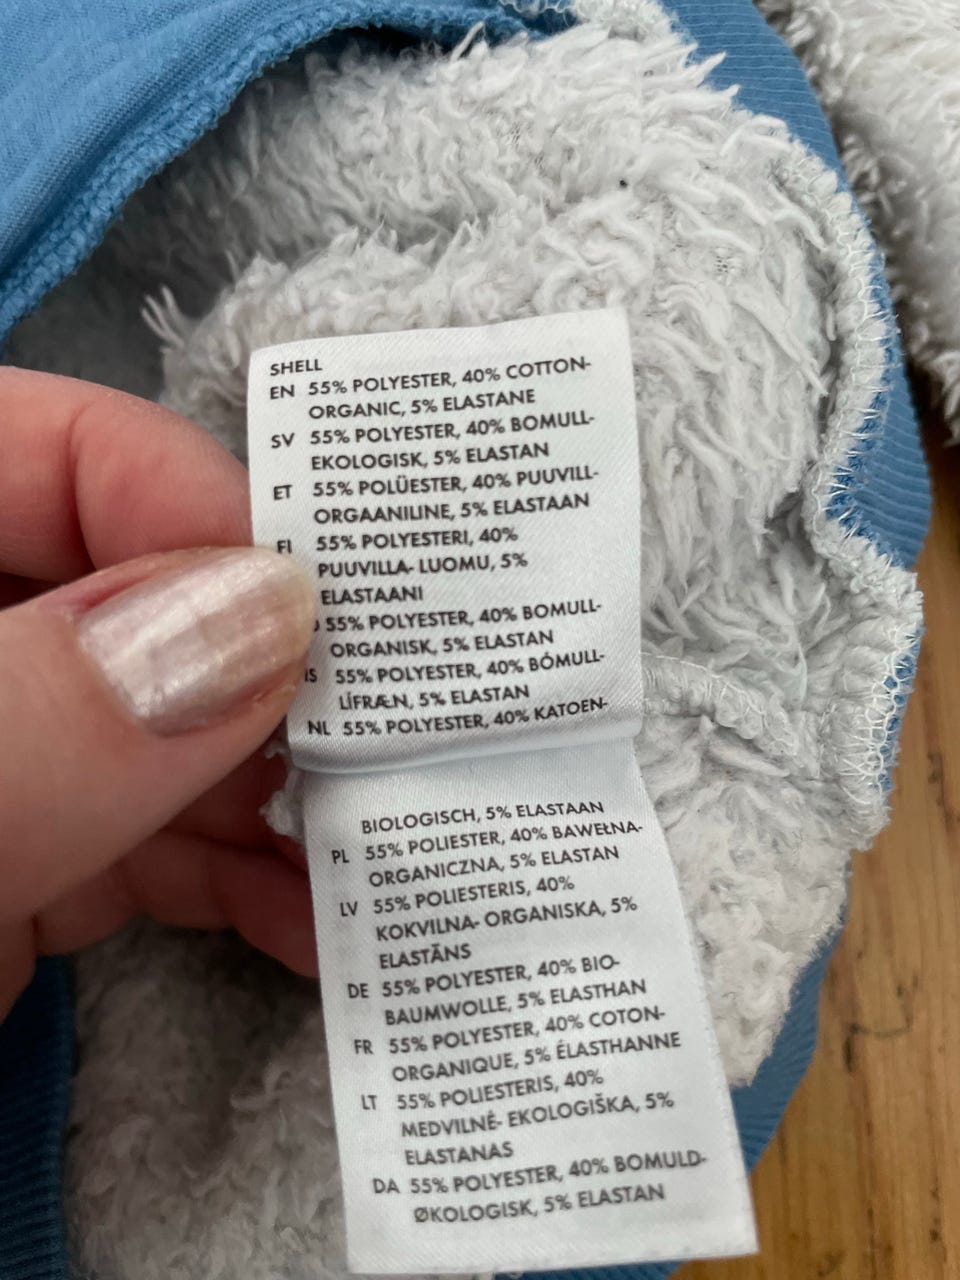 SHELL
EN 55% POLYESTER, 40% COTTON-
ORGANIC, 5% ELASTANE
SV 55% POLYESTER, 40% BOMULL-
EKOLOGISK, 5% ELASTAN
ET 55% POLÜESTER, 40% PUUVILL-
ORGAANILINE, 5% ELASTAAN
FI 55% POLYESTERI, 40%
PUUVILLA- LUOMU, 5%
ELASTAANI
55% POLYESTER, 40% BOMULL-
ORGANISK, 5% ELASTAN
IS 55% POLYESTER, 40% BÓMULL-
LÍFRÆN, 5% ELASTAN
NL 55% POLYESTER, 40% KATOEN-
BIOLOGISCH, 5% ELASTAAN
PL 55% POLIESTER, 40% BAWEŁNA-
ORGANICZNA, 5% ELASTAN
LV 55% POLIESTERIS, 40%
KOKVILNA- ORGANISKA, 5%
ELASTĀNS
DE 55% POLYESTER, 40% BIO-
BAUMWOLLE, 5% ELASTHAN
FR 55% POLYESTER, 40% COTON-
ORGANIQUE, 5% ÉLASTHANNE
LT 55% POLIESTERIS, 40%
MEDVILNĖ- EKOLOGIŠKA, 5%
ELASTANAS
DA 55% POLYESTER, 40% BOMULD-
ØKOLOGISK, 5% ELASTAN